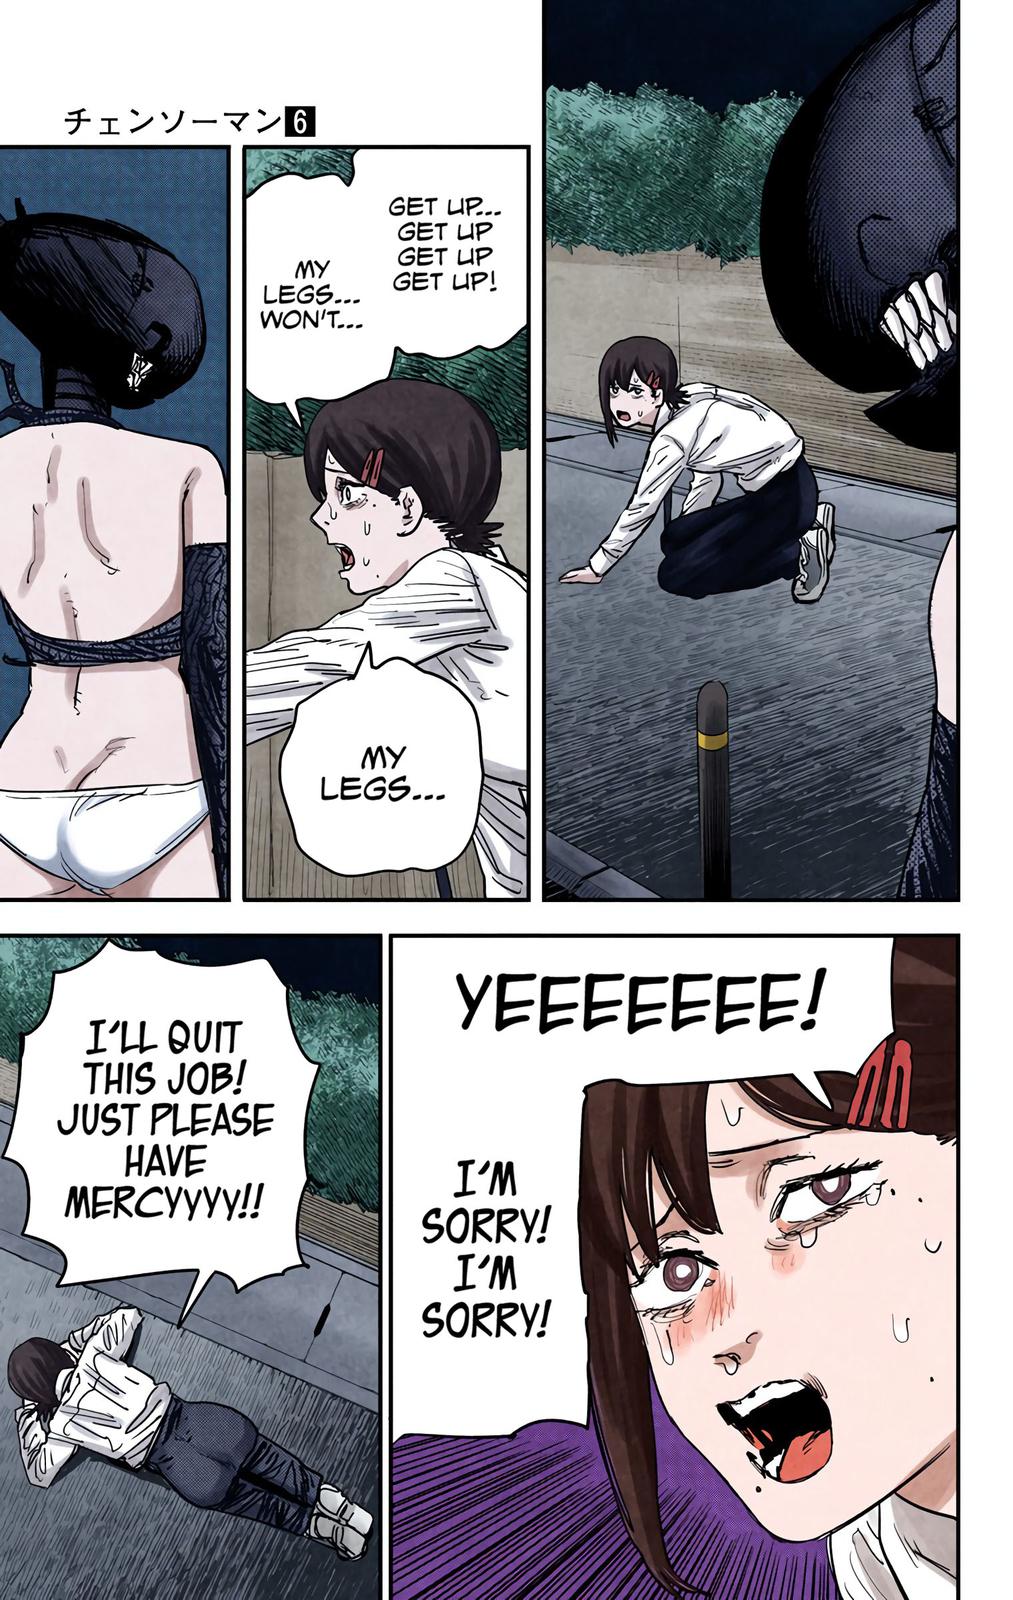 チェンソーマン6
GET UP...
GET UP
GET UP
GET UP!
MY
LEGS...
WON'T...
MY
LEGS...
YEEEEEEE!
I'M
SORRY!
I'M
SORRY!
I'LL QUIT
THIS JOB!
JUST PLEASE
HAVE
MERCYYYY!!